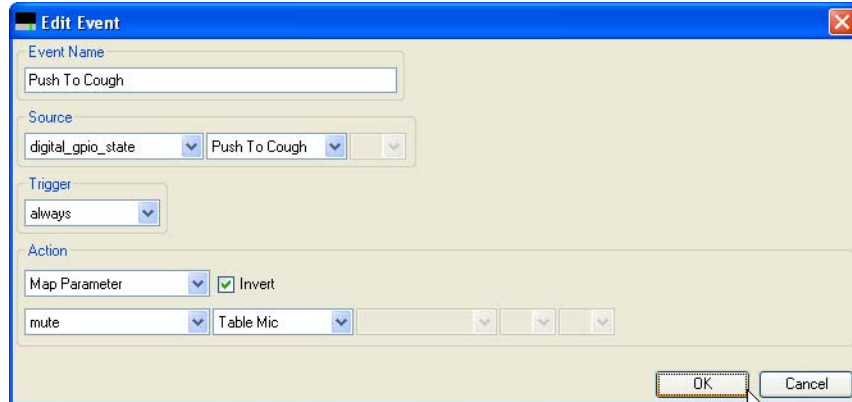 Edit Event
Event Name
Push To Cough
Source
digital_gpio_state Push To Cough
Trigger
always
Action
Map Parameter Invert
mute Table Mic
OK Cancel